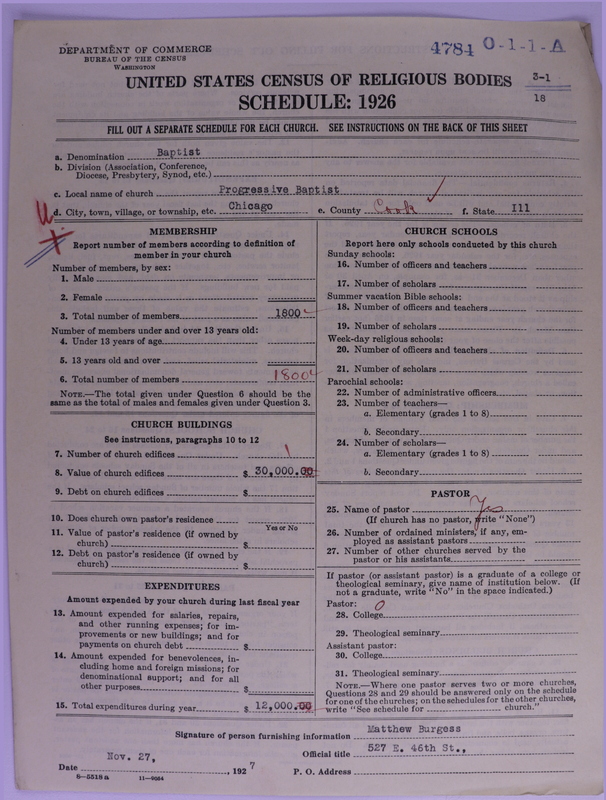 DEPARTMENT OF COMMERCE
BUREAU OF THE CENSUS
WASHINGTON
4784 O-1-1-A
UNITED STATES CENSUS OF RELIGIOUS BODIES
3-1
18
SCHEDULE: 1926
FILL OUT A SEPARATE SCHEDULE FOR EACH CHURCH. SEE INSTRUCTIONS ON THE BACK OF THIS SHEET
a. Denomination Baptist
b. Division (Association, Conference,
Diocese, Presbytery, Synod, etc.)
c. Local name of church Progressive Baptist
d. City, town, village, or township, etc. Chicago e. County Cook f. State Ill
MEMBERSHIP
Report number of members according to definition of
member in your church
Number of members, by sex:
1. Male
2. Female
3. Total number of members 1800
Number of members under and over 13 years old:
4. Under 13 years of age
5. 13 years old and over
6. Total number of members 1800
NOTE.—The total given under Question 6 should be the
same as the total of males and females given under Question 3.
CHURCH BUILDINGS
See instructions, paragraphs 10 to 12
7. Number of church edifices 1
8. Value of church edifices $ 30,000.00
9. Debt on church edifices $
10. Does church own pastor's residence
Yes or No
11. Value of pastor's residence (if owned by
church) $
12. Debt on pastor's residence (if owned by
church) $
EXPENDITURES
Amount expended by your church during last fiscal year
13. Amount expended for salaries, repairs,
and other running expenses; for im-
provements or new buildings; and for
payments on church debt $
14. Amount expended for benevolences, in-
cluding home and foreign missions; for
denominational support; and for all
other purposes $
15. Total expenditures during year $ 12,000.00
CHURCH SCHOOLS
Report here only schools conducted by this church
Sunday schools:
16. Number of officers and teachers
17. Number of scholars
Summer vacation Bible schools:
18. Number of officers and teachers
19. Number of scholars
Week-day religious schools:
20. Number of officers and teachers
21. Number of scholars
Parochial schools:
22. Number of administrative officers
23. Number of teachers—
a. Elementary (grades 1 to 8)
b. Secondary
24. Number of scholars—
a. Elementary (grades 1 to 8)
b. Secondary
PASTOR
25. Name of pastor Yes
(If church has no pastor, write "None")
26. Number of ordained ministers, if any, em-
ployed as assistant pastors
27. Number of other churches served by the
pastor or his assistants
If pastor (or assistant pastor) is a graduate of a college or
theological seminary, give name of institution below. (If
not a graduate, write "No" in the space indicated.)
Pastor: 0
28. College
29. Theological seminary
Assistant pastor:
30. College
31. Theological seminary
NOTE.—Where one pastor serves two or more churches,
Questions 28 and 29 should be answered only on the schedule
for one of the churches; on the schedules for the other churches,
write "See schedule for church."
Signature of person furnishing information Matthew Burgess
Official title 527 E. 46th St.,
Date Nov. 27, , 1927 P. O. Address
8—5518 a 11—9034